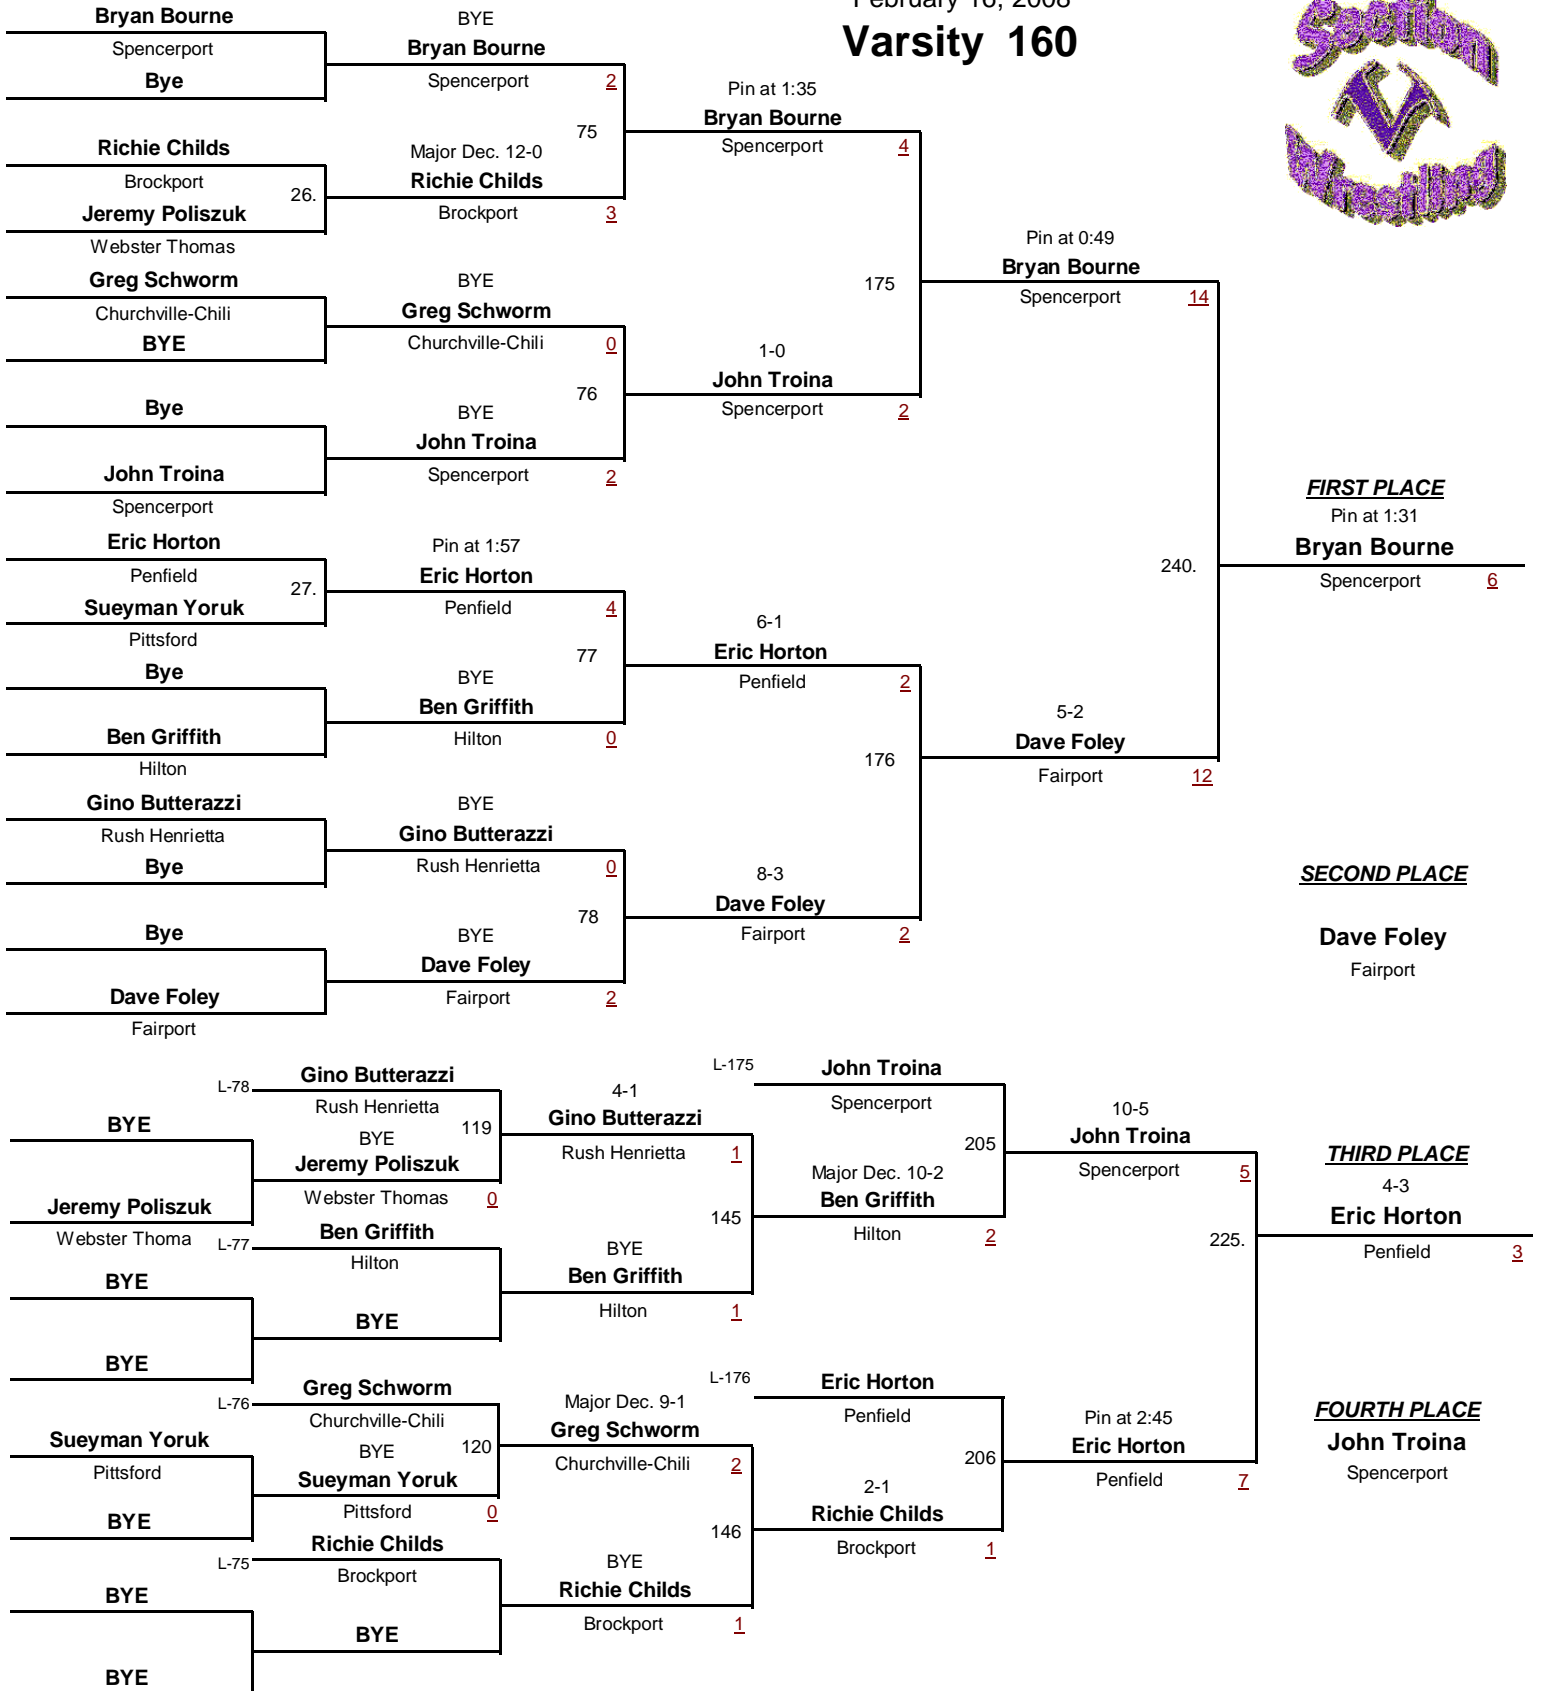 February 16, 2008
Varsity 160
Section
V
Wrestling
Bryan Bourne
Spencerport
Bye
Richie Childs
Brockport
26.
Jeremy Poliszuk
Webster Thomas
Greg Schworm
Churchville-Chili
BYE
Bye
John Troina
Spencerport
Eric Horton
Penfield
27.
Sueyman Yoruk
Pittsford
Bye
Ben Griffith
Hilton
Gino Butterazzi
Rush Henrietta
Bye
Bye
Dave Foley
Fairport
BYE
Bryan Bourne
Spencerport 2
75
Major Dec. 12-0
Richie Childs
Brockport 3
BYE
Greg Schworm
Churchville-Chili 0
76
BYE
John Troina
Spencerport 2
Pin at 1:57
Eric Horton
Penfield 4
77
BYE
Ben Griffith
Hilton 0
BYE
Gino Butterazzi
Rush Henrietta 0
78
BYE
Dave Foley
Fairport 2
Pin at 1:35
Bryan Bourne
Spencerport 4
175
1-0
John Troina
Spencerport 2
6-1
Eric Horton
Penfield 2
176
8-3
Dave Foley
Fairport 2
Pin at 0:49
Bryan Bourne
Spencerport 14
240.
5-2
Dave Foley
Fairport 12
FIRST PLACE
Pin at 1:31
Bryan Bourne
Spencerport 6
SECOND PLACE
Dave Foley
Fairport
BYE
Jeremy Poliszuk
Webster Thoma
BYE
BYE
Sueyman Yoruk
Pittsford
BYE
BYE
BYE
L-78
Gino Butterazzi
Rush Henrietta
119
BYE
Jeremy Poliszuk
Webster Thomas 0
L-77
Ben Griffith
Hilton
BYE
L-76
Greg Schworm
Churchville-Chili
BYE
120
Sueyman Yoruk
Pittsford 0
L-75
Richie Childs
Brockport
BYE
4-1
Gino Butterazzi
Rush Henrietta 1
145
BYE
Ben Griffith
Hilton 1
Major Dec. 9-1
Greg Schworm
Churchville-Chili 2
146
BYE
Richie Childs
Brockport 1
L-175
John Troina
Spencerport
205
Major Dec. 10-2
Ben Griffith
Hilton 2
L-176
Eric Horton
Penfield
206
2-1
Richie Childs
Brockport 1
10-5
John Troina
Spencerport 5
225.
Pin at 2:45
Eric Horton
Penfield 7
THIRD PLACE
4-3
Eric Horton
Penfield 3
FOURTH PLACE
John Troina
Spencerport